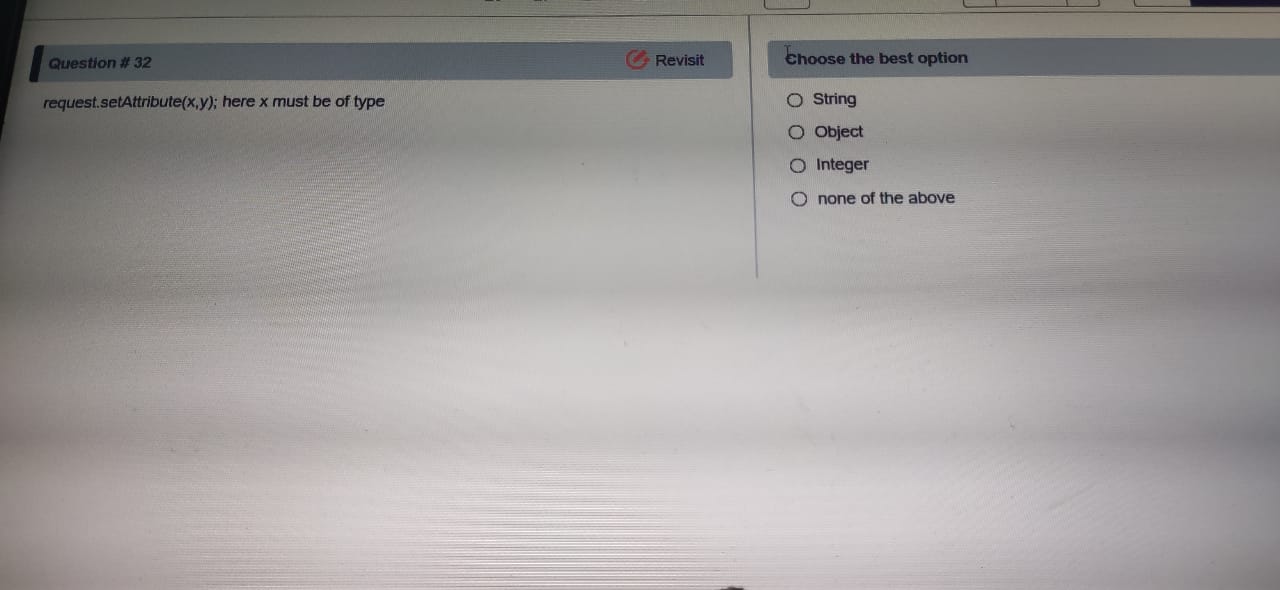 Question # 32
Revisit
request.setAttribute(x,y); here x must be of type
Choose the best option
String
Object
Integer
none of the above